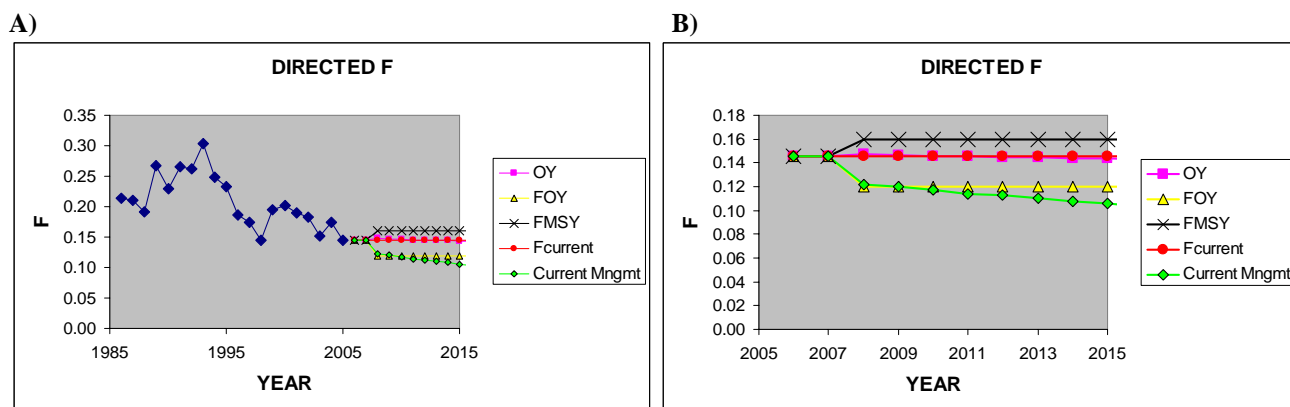 A)
DIRECTED F
0.35
0.30
0.25
0.20
0.15
0.10
0.05
0.00
F
1985
1995
2005
2015
YEAR
OY
FOY
FMSY
Fcurrent
Current Mngmt
B)
DIRECTED F
0.18
0.16
0.14
0.12
0.10
0.08
0.06
0.04
0.02
0.00
F
2005
2007
2009
2011
2013
2015
YEAR
OY
FOY
FMSY
Fcurrent
Current Mngmt